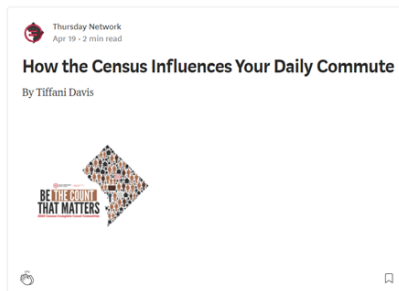 Thursday Network
Apr 19 · 2 min read
How the Census Influences Your Daily Commute
By Tiffani Davis
BE THE COUNT
THAT MATTERS